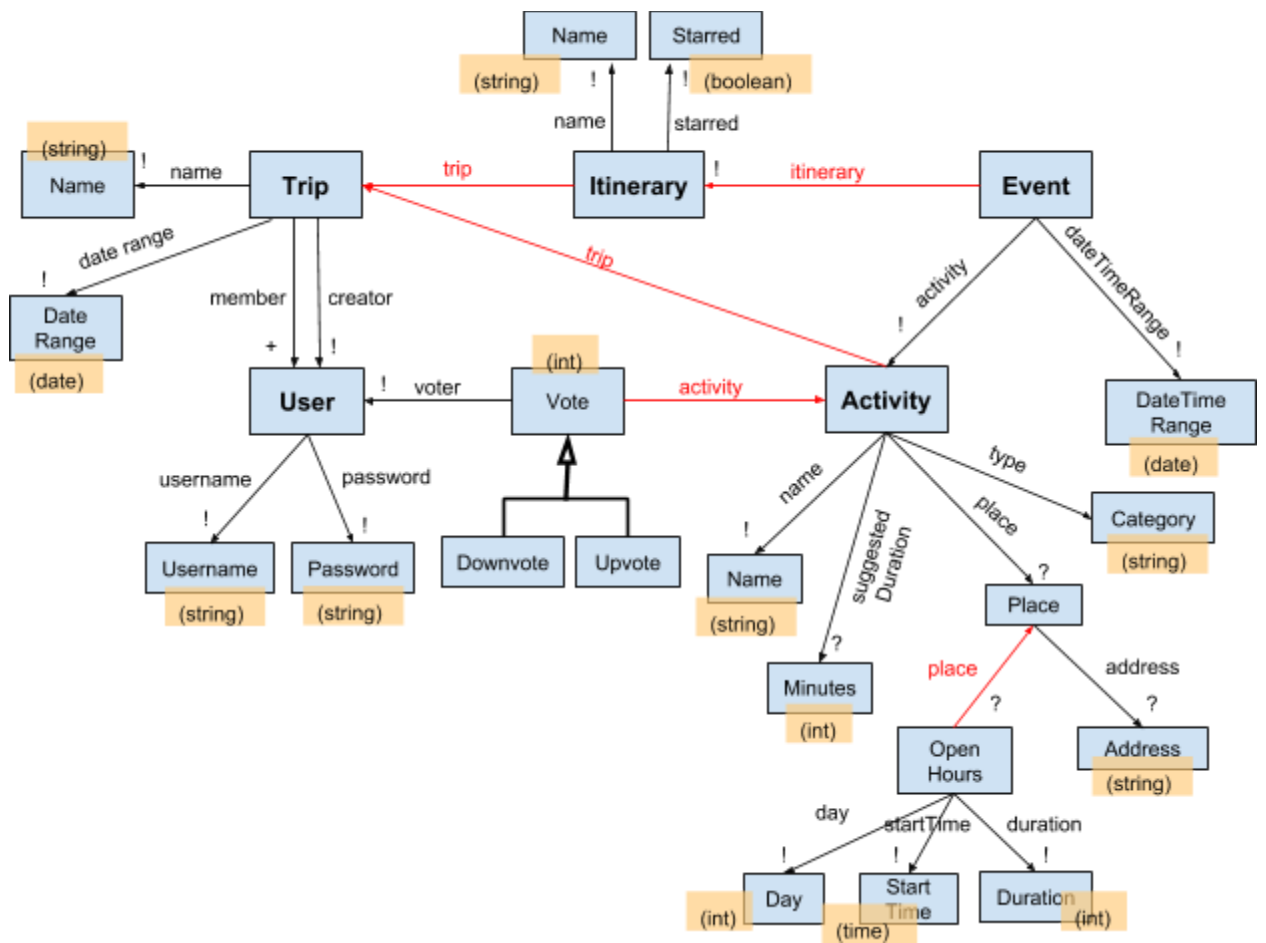 Name
Starred
(string)
!
!
(boolean)
name
starred
(string)
!
name
Name
Trip
trip
Itinerary
!
itinerary
Event
date range
!
member
creator
trip
activity
dateTimeRange
Date
Range
(date)
+
!
(int)
!
!
User
!
voter
Vote
activity
Activity
DateTime
Range
(date)
username
password
name
suggested
Duration
place
type
!
!
!
Category
(string)
Username
(string)
Password
(string)
Downvote
Upvote
Name
(string)
?
Place
?
Minutes
(int)
place
?
address
?
Open
Hours
Address
(string)
day
startTime
duration
!
!
!
Day
(int)
Start
Time
(time)
Duration
(int)